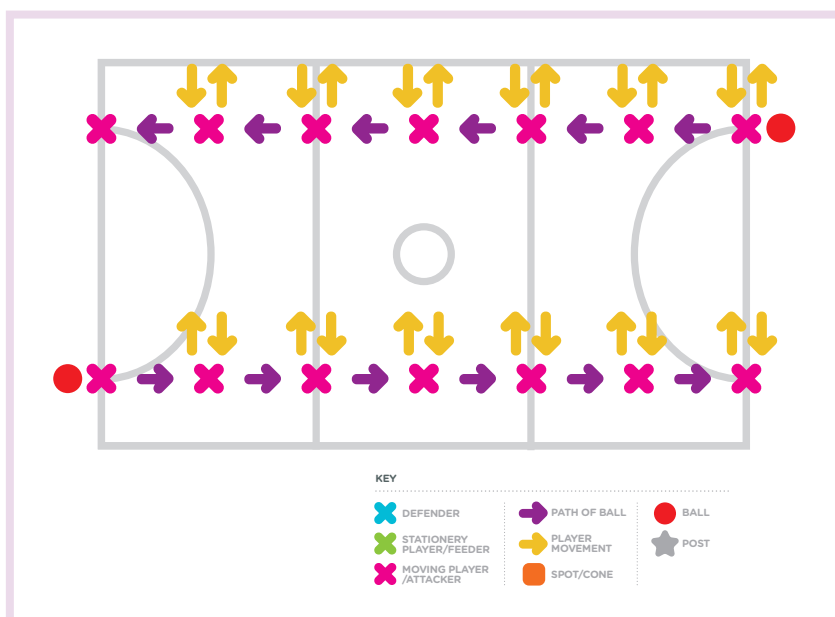 KEY
DEFENDER
STATIONERY
PLAYER/FEEDER
MOVING PLAYER
/ATTACKER
PATH OF BALL
PLAYER
MOVEMENT
SPOT/CONE
BALL
POST